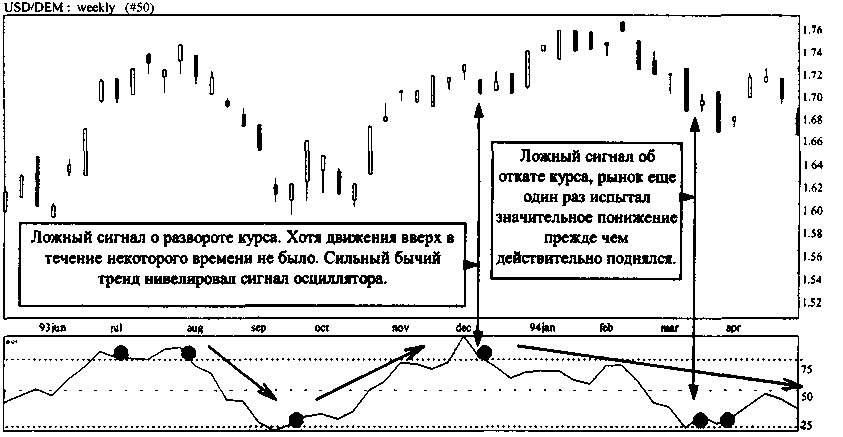 USD/DEM : weekly (#50)
1.76
1.74
1.72
1.70
1.68
1.66
1.64
1.62
1.60
1.58
1.56
1.54
1.52
Ложный сигнал об
откате курса, рынок еще
один раз испытал
значительное понижение
прежде чем
действительно поднялся.
Ложный сигнал о развороте курса. Хотя движения вверх в
течение некоторого времени не было. Сильный бычий
тренд нивелировал сигнал осциллятора.
93jun jul aug sep oct nov dec 94jan feb mar apr
75
50
25